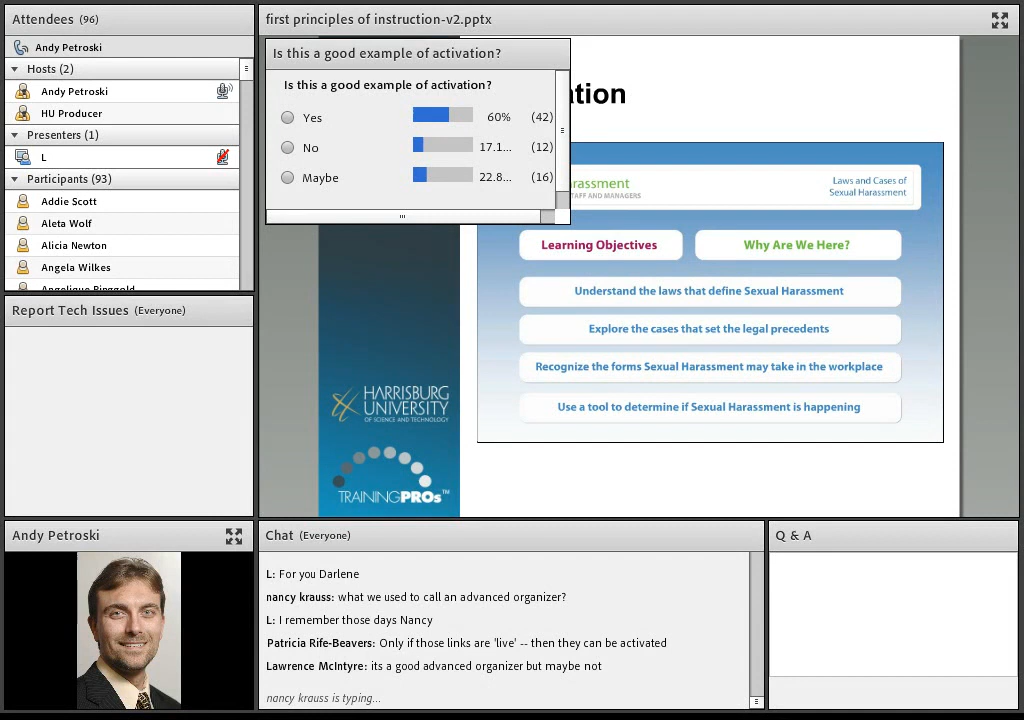 Attendees (96)
Andy Petroski
Hosts (2)
Andy Petroski
HU Producer
Presenters (1)
L
Participants (93)
Addie Scott
Aleta Wolf
Alicia Newton
Angela Wilkes
Angelique Ringgold
Report Tech Issues (Everyone)
Andy Petroski
first principles of instruction-v2.pptx
Is this a good example of activation?
Is this a good example of activation?
Yes 60% (42)
No 17.1... (12)
Maybe 22.8... (16)
ation
arassment
STAFF AND MANAGERS
Laws and Cases of
Sexual Harassment
Learning Objectives
Why Are We Here?
Understand the laws that define Sexual Harassment
Explore the cases that set the legal precedents
Recognize the forms Sexual Harassment may take in the workplace
Use a tool to determine if Sexual Harassment is happening
HARRISBURG
UNIVERSITY
OF SCIENCE AND TECHNOLOGY
TRAININGPROs™
Chat (Everyone)
L: For you Darlene
nancy krauss: what we used to call an advanced organizer?
L: I remember those days Nancy
Patricia Rife-Beavers: Only if those links are 'live' -- then they can be activated
Lawrence McIntyre: its a good advanced organizer but maybe not
nancy krauss is typing...
Q & A